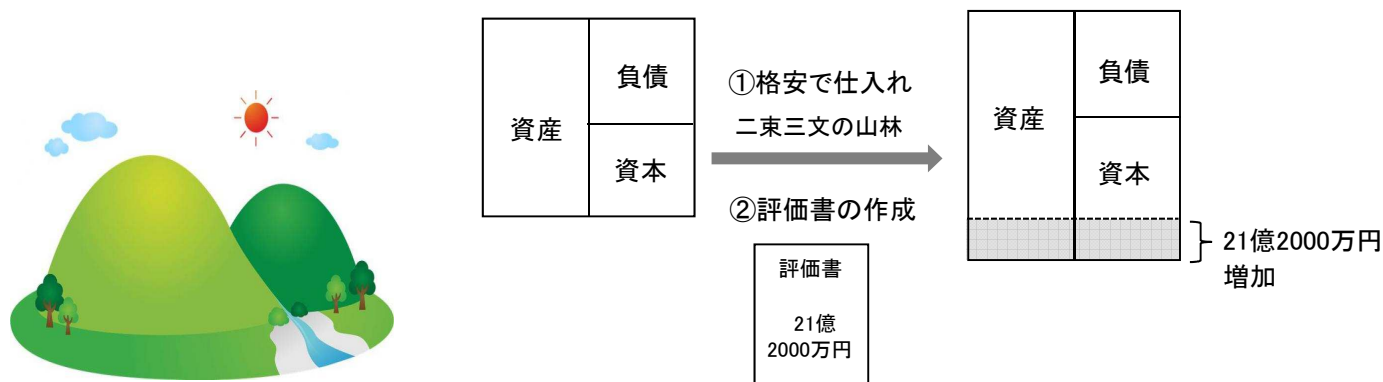 資産
負債
資本
①格安で仕入れ
二束三文の山林
②評価書の作成
評価書
21億
2000万円
資産
負債
資本
21億2000万円
増加